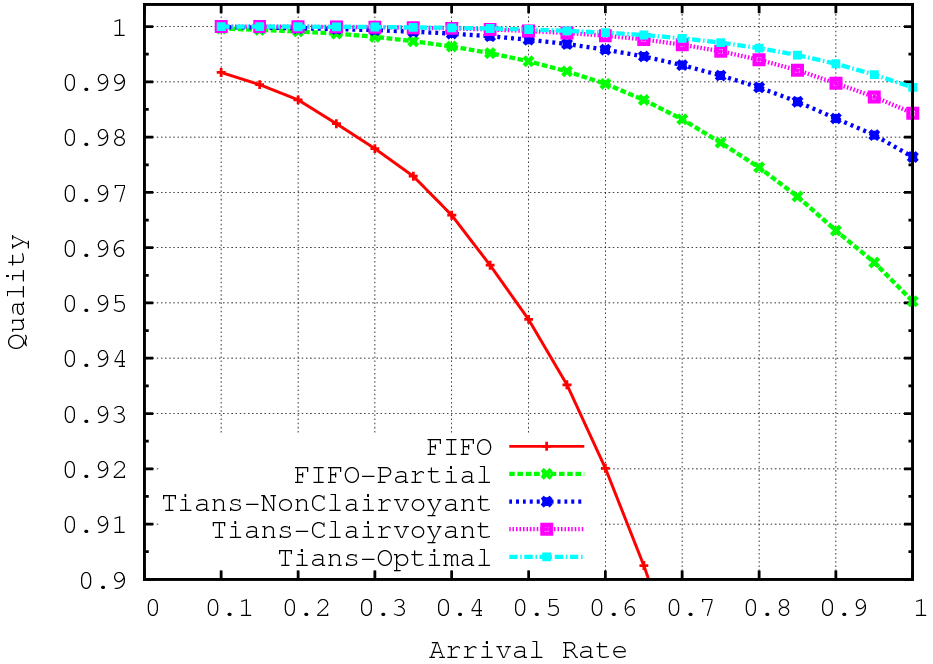 1
0.99
0.98
0.97
0.96
0.95
0.94
0.93
0.92
0.91
0.9
Quality
FIFO
FIFO-Partial
Tians-NonClairvoyant
Tians-Clairvoyant
Tians-Optimal
0 0.1 0.2 0.3 0.4 0.5 0.6 0.7 0.8 0.9 1
Arrival Rate